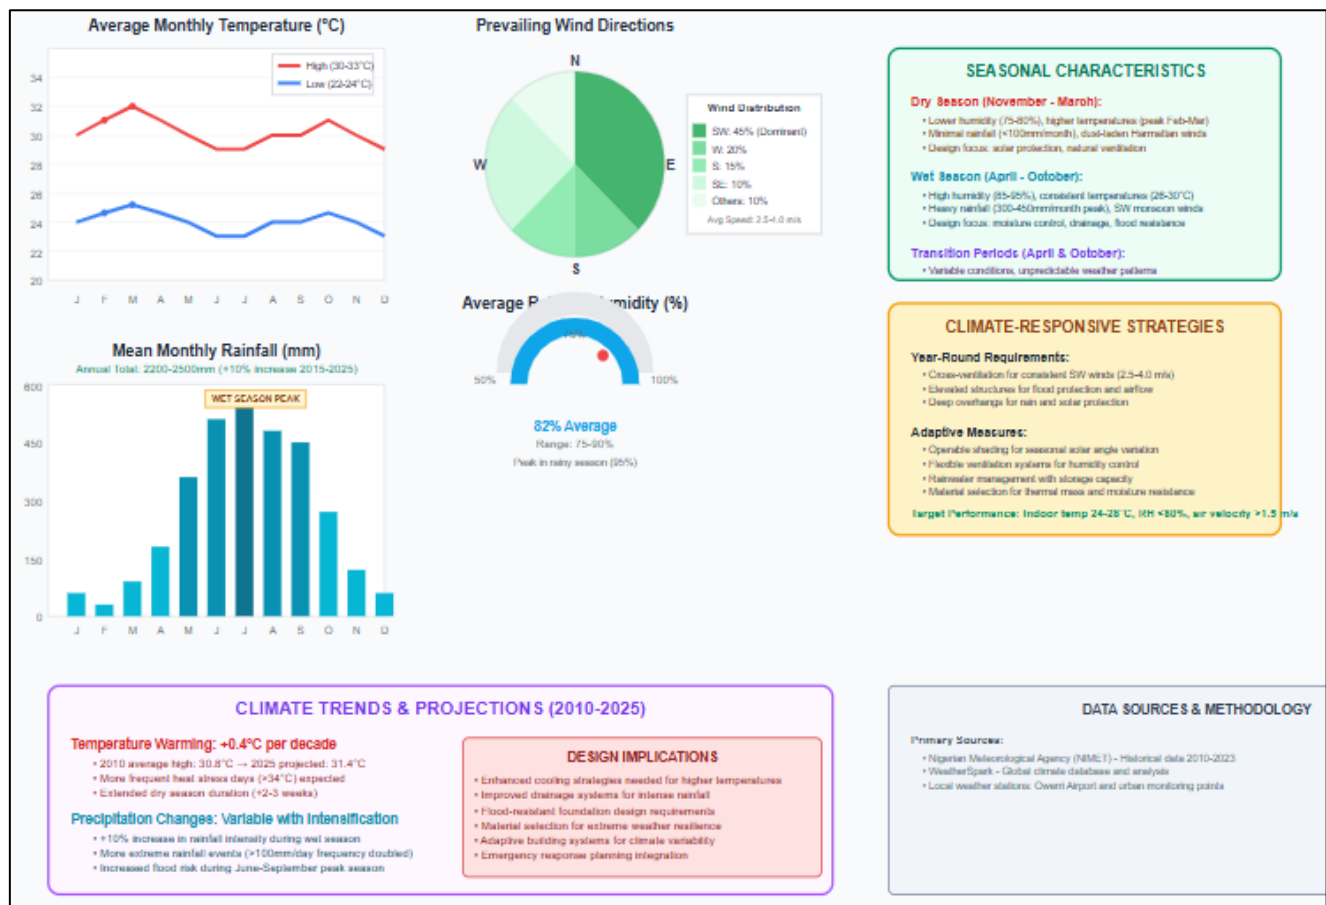 Average Monthly Temperature (°C)
High (30-33°C)
Low (22-24°C)
34
32
30
28
26
24
22
20
J F M A M J J A S O N D
Mean Monthly Rainfall (mm)
Annual Total: 2200-2500mm (+10% increase 2015-2025)
WET SEASON PEAK
600
450
300
150
0
J F M A M J J A S O N D
Prevailing Wind Directions
N
W
E
S
Wind Distribution
SW: 45% (Dominant)
W: 20%
S: 15%
SE: 10%
Others: 10%
Avg Speed: 2.5-4.0 m/s
Average Humidity (%)
50%
100%
82% Average
Range: 75-90%
Peak in rainy season (95%)
SEASONAL CHARACTERISTICS
Dry Season (November - March):
• Lower humidity (75-80%), higher temperatures (peak Feb-Mar)
• Minimal rainfall (<100mm/month), dust-laden Harmattan winds
• Design focus: solar protection, natural ventilation
Wet Season (April - October):
• High humidity (85-95%), consistent temperatures (26-30°C)
• Heavy rainfall (300-450mm/month peak), SW monsoon winds
• Design focus: moisture control, drainage, flood resistance
Transition Periods (April & October):
• Variable conditions, unpredictable weather patterns
CLIMATE-RESPONSIVE STRATEGIES
Year-Round Requirements:
• Cross-ventilation for consistent SW winds (2.5-4.0 m/s)
• Elevated structures for flood protection and airflow
• Deep overhangs for rain and solar protection
Adaptive Measures:
• Operable shading for seasonal solar angle variation
• Flexible ventilation systems for humidity control
• Rainwater management with storage capacity
• Material selection for thermal mass and moisture resistance
Target Performance: Indoor temp 24-28°C, RH <80%, air velocity >1.5 m/s
CLIMATE TRENDS & PROJECTIONS (2010-2025)
Temperature Warming: +0.4°C per decade
• 2010 average high: 30.8°C → 2025 projected: 31.4°C
• More frequent heat stress days (>34°C) expected
• Extended dry season duration (+2-3 weeks)
Precipitation Changes: Variable with Intensification
• +10% increase in rainfall intensity during wet season
• More extreme rainfall events (>100mm/day frequency doubled)
• Increased flood risk during June-September peak season
DESIGN IMPLICATIONS
• Enhanced cooling strategies needed for higher temperatures
• Improved drainage systems for intense rainfall
• Flood-resistant foundation design requirements
• Material selection for extreme weather resilience
• Adaptive building systems for climate variability
• Emergency response planning integration
DATA SOURCES & METHODOLOGY
Primary Sources:
• Nigerian Meteorological Agency (NIMET) - Historical data 2010-2023
• WeatherSpark - Global climate database and analysis
• Local weather stations: Owerri Airport and urban monitoring points